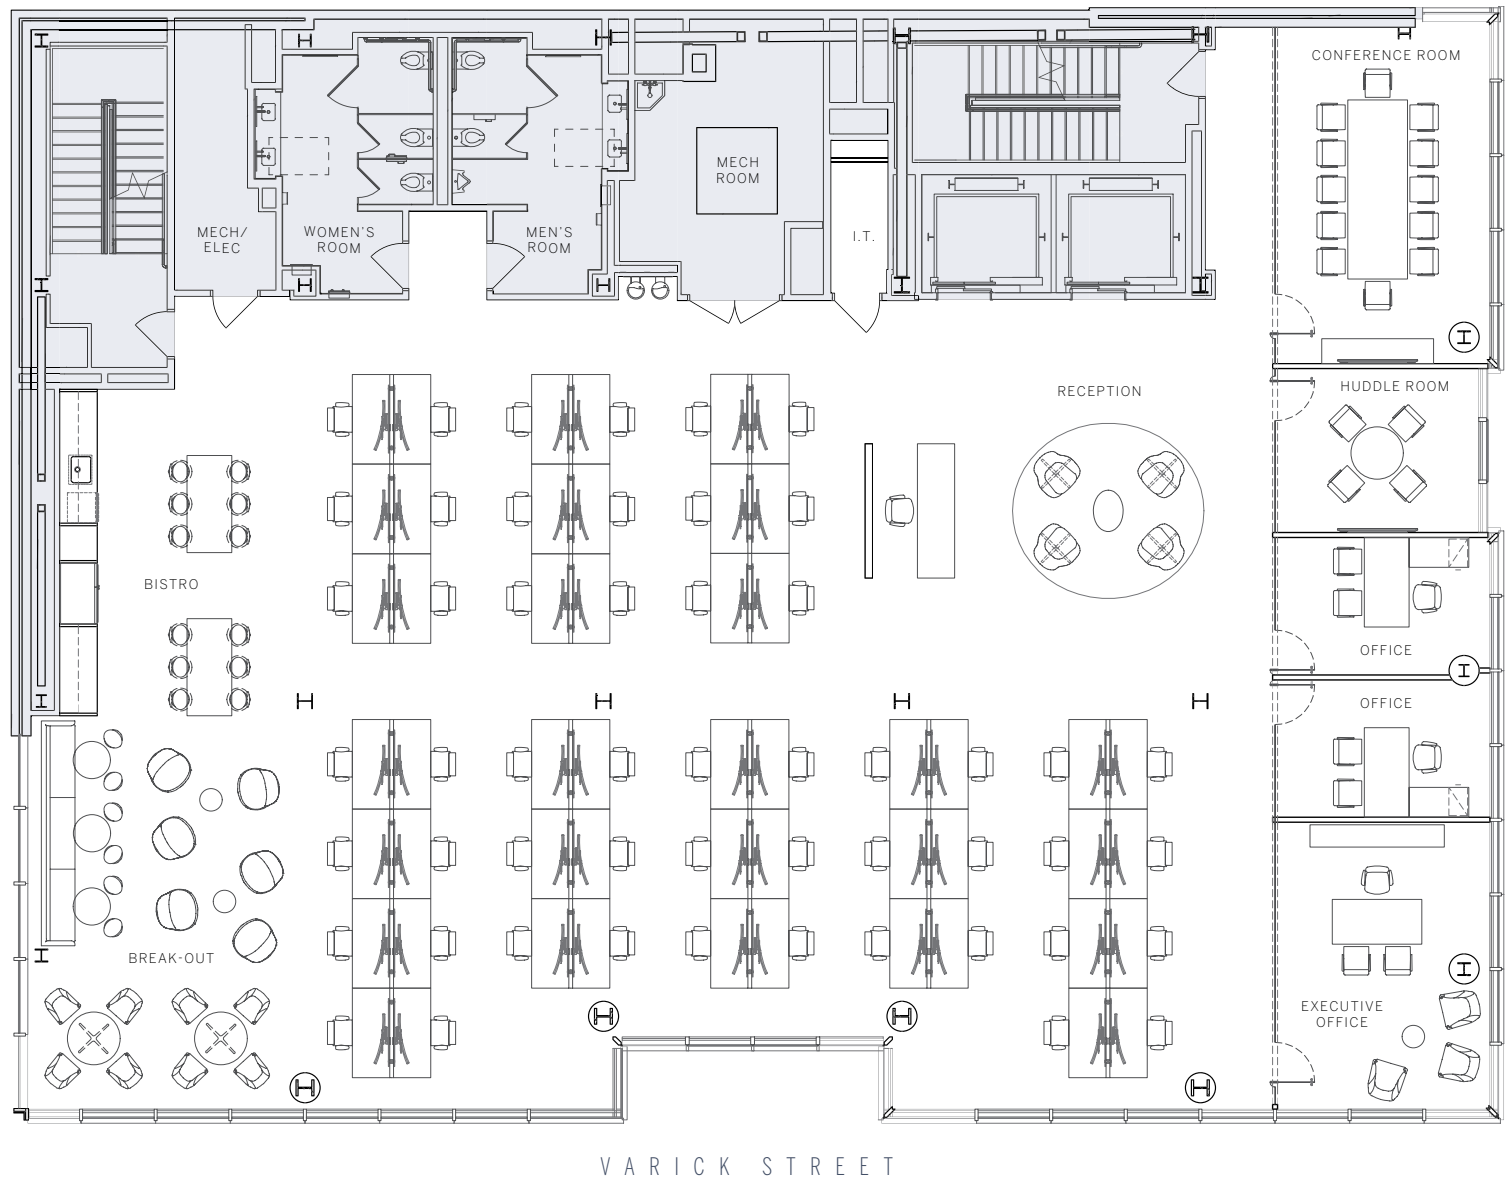 CONFERENCE ROOM
MECH
ROOM
MECH/
ELEC
WOMEN'S
ROOM
MEN'S
ROOM
I.T.
RECEPTION
HUDDLE ROOM
BISTRO
OFFICE
OFFICE
BREAK-OUT
EXECUTIVE
OFFICE
VARICK STREET